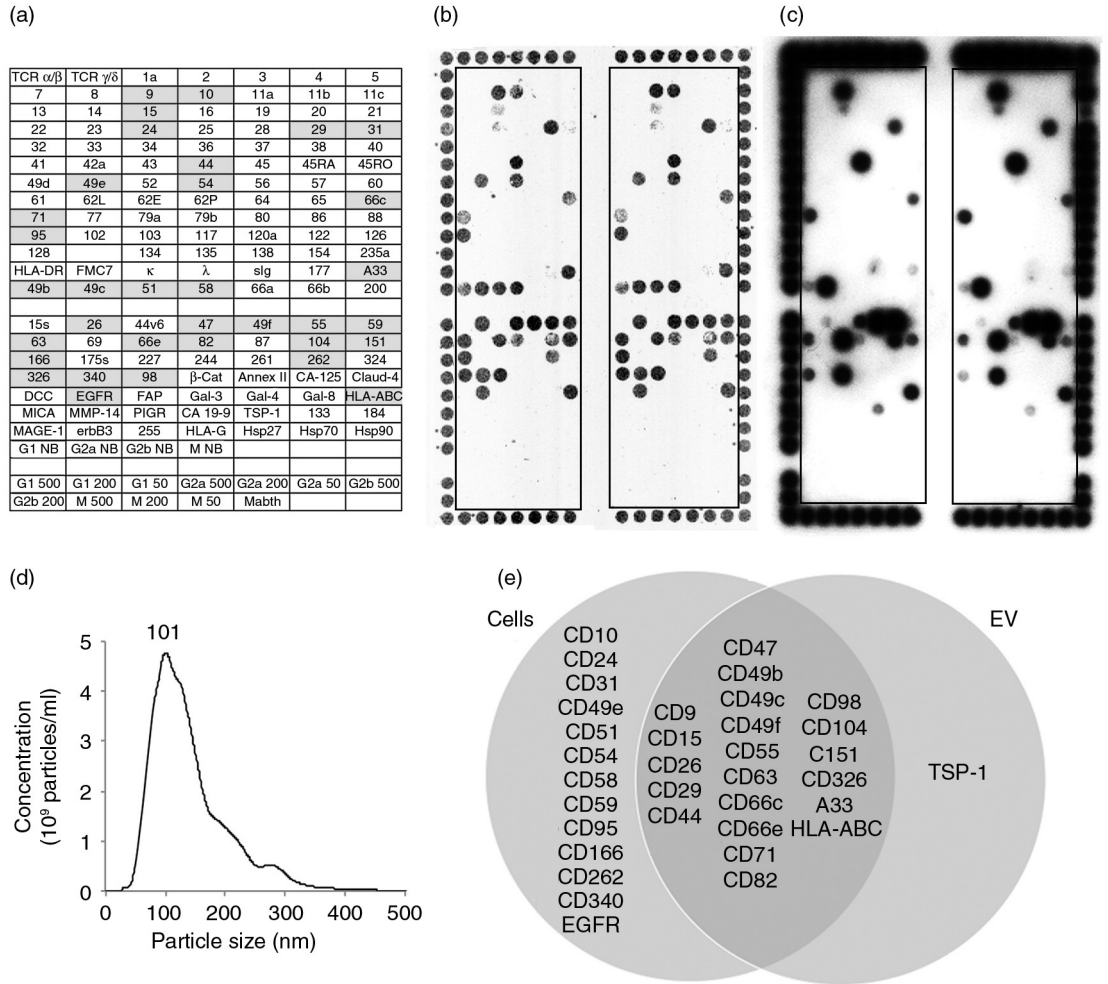 (a)
TCR α/β TCR γ/δ 1a 2 3 4 5
7 8 9 10 11a 11b 11c
13 14 15 16 19 20 21
22 23 24 25 28 29 31
32 33 34 36 37 38 40
41 42a 43 44 45 45RA 45RO
49d 49e 52 54 56 57 60
61 62L 62E 62P 64 65 66c
71 77 79a 79b 80 86 88
95 102 103 117 120a 122 126
128 134 135 138 154 235a
HLA-DR FMC7 κ λ sIg 177 A33
49b 49c 51 58 66a 66b 200
15s 26 44v6 47 49f 55 59
63 69 66e 82 87 104 151
166 175s 227 244 261 262 324
326 340 98 β-Cat Annex II CA-125 Claud-4
DCC EGFR FAP Gal-3 Gal-4 Gal-8 HLA-ABC
MICA MMP-14 PIGR CA 19-9 TSP-1 133 184
MAGE-1 erbB3 255 HLA-G Hsp27 Hsp70 Hsp90
G1 NB G2a NB G2b NB M NB
G1 500 G1 200 G1 50 G2a 500 G2a 200 G2a 50 G2b 500
G2b 200 M 500 M 200 M 50 Mabth
(b)
(c)
(d)
101
5
4
3
2
1
0
Concentration
(10⁹ particles/ml)
0 100 200 300 400 500
Particle size (nm)
(e)
Cells
EV
CD10
CD24
CD31
CD49e
CD51
CD54
CD58
CD59
CD95
CD166
CD262
CD340
EGFR
CD9
CD15
CD26
CD29
CD44
CD47
CD49b
CD49c
CD49f
CD55
CD63
CD66c
CD66e
CD71
CD82
CD98
CD104
C151
CD326
A33
HLA-ABC
TSP-1